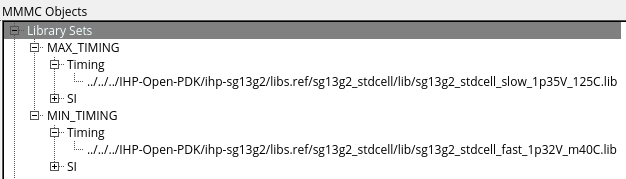 MMMC Objects
Library Sets
MAX_TIMING
Timing
../../../IHP-Open-PDK/ihp-sg13g2/libs.ref/sg13g2_stdcell/lib/sg13g2_stdcell_slow_1p35V_125C.lib
SI
MIN_TIMING
Timing
../../../IHP-Open-PDK/ihp-sg13g2/libs.ref/sg13g2_stdcell/lib/sg13g2_stdcell_fast_1p32V_m40C.lib
SI